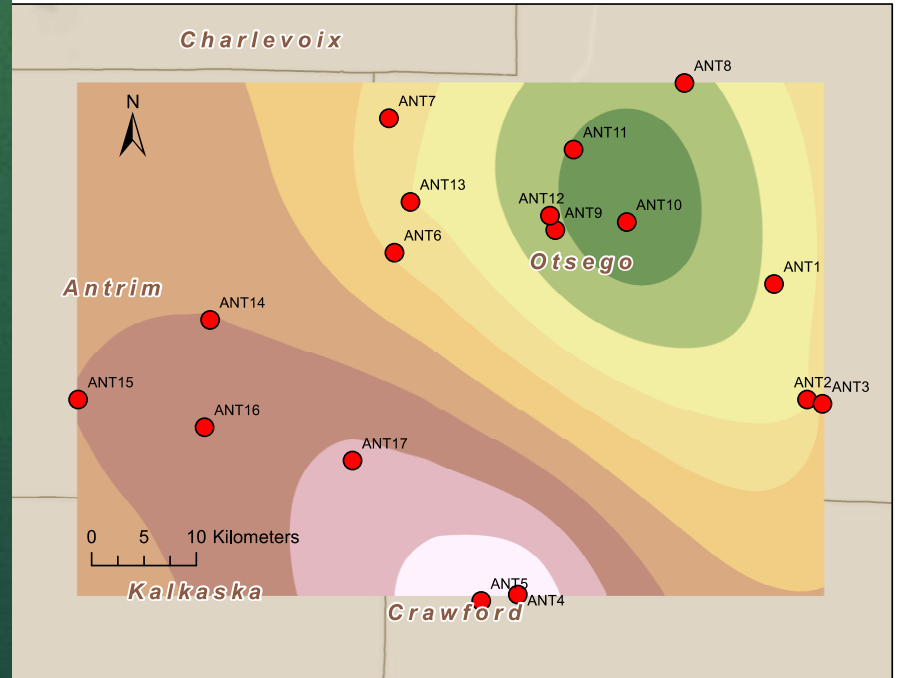 Charlevoix
ANT8
N
ANT7
ANT11
ANT13
ANT12
ANT9
ANT10
ANT6
Otsego
ANT1
Antrim
ANT14
ANT15
ANT2
ANT3
ANT16
ANT17
0 5 10 Kilometers
Kalkaska
ANT5
ANT4
Crawford